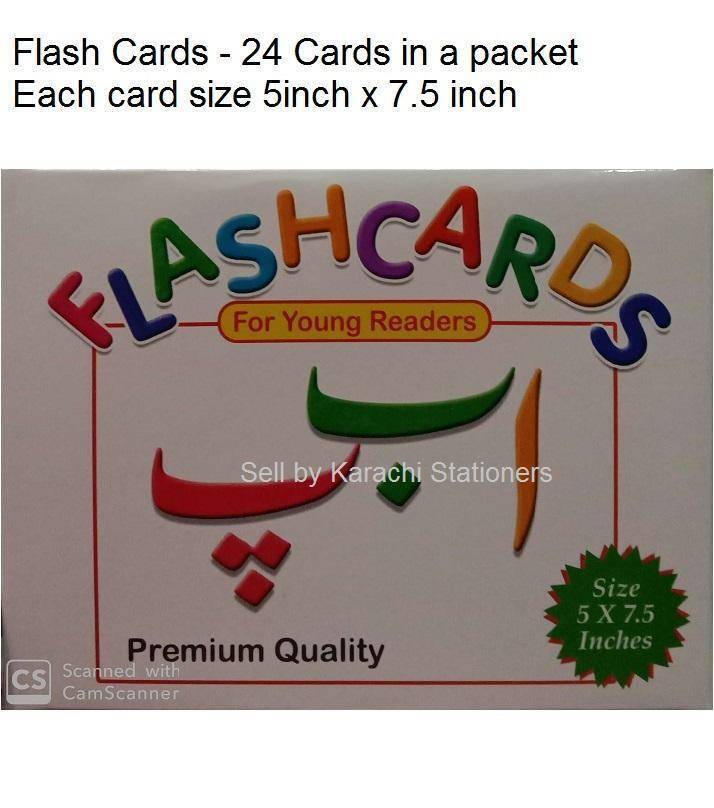 Flash Cards - 24 Cards in a packet
Each card size 5inch x 7.5 inch
FLASHCARDS
For Young Readers
ا ب پ
Sell by Karachi Stationers
Size
5 X 7.5
Inches
Premium Quality
CS Scanned with
CamScanner